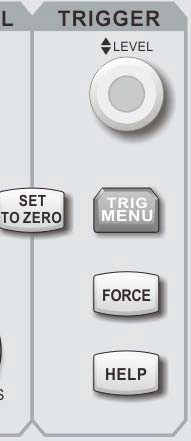 L
TRIGGER
LEVEL
SET
TO ZERO
TRIG
MENU
FORCE
HELP
S